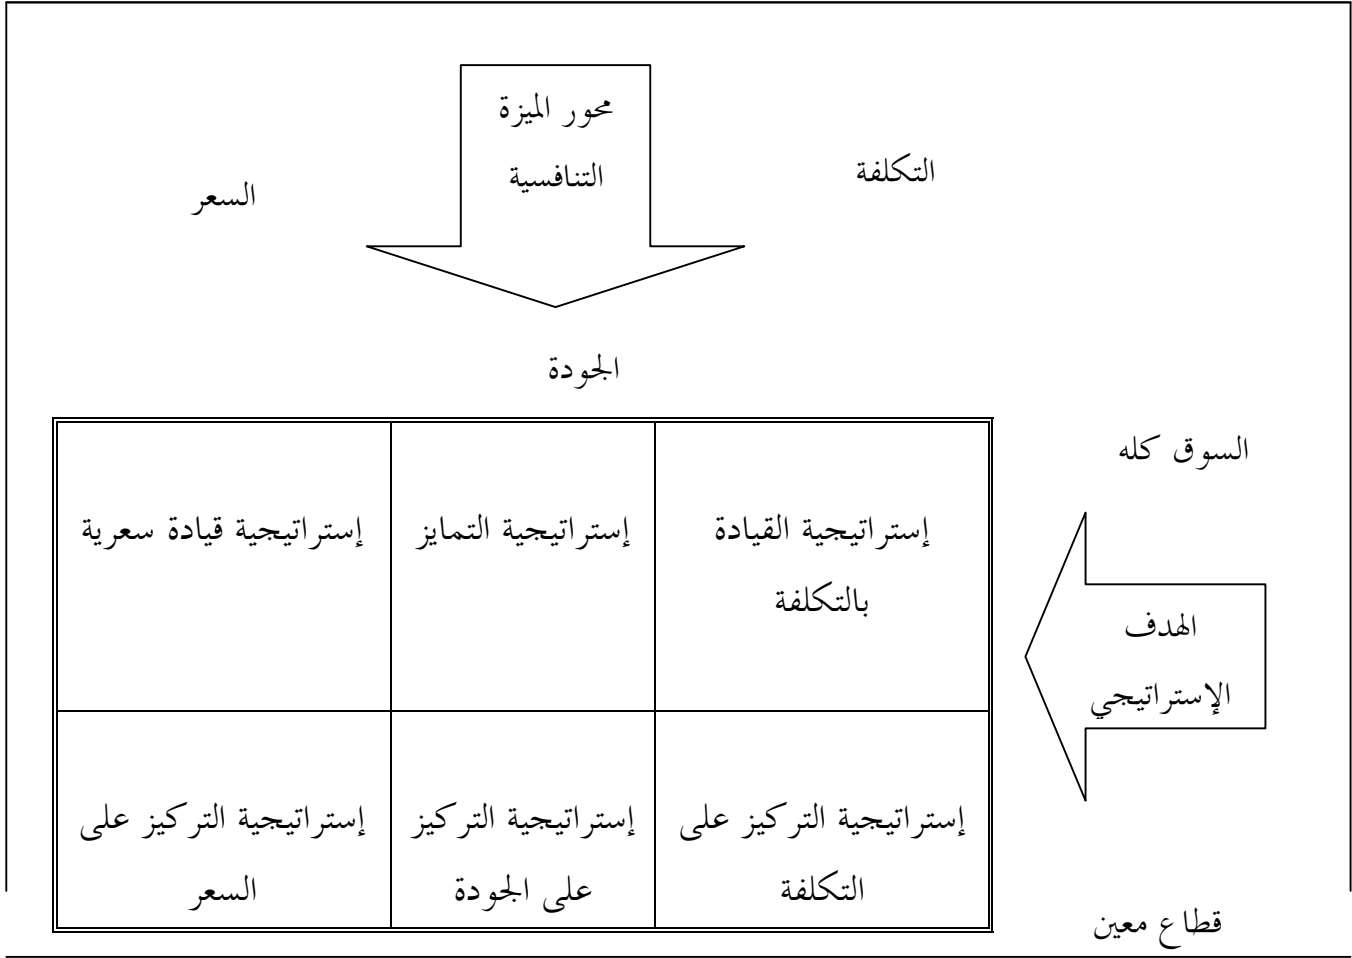 محور الميزة
التنافسية
التكلفة
السعر
الجودة
السوق كله
إستراتيجية القيادة
بالتكلفة
إستراتيجية التمايز
إستراتيجية قيادة سعرية
الهدف
الإستراتيجي
إستراتيجية التركيز على
التكلفة
إستراتيجية التركيز
على الجودة
إستراتيجية التركيز على
السعر
قطاع معين